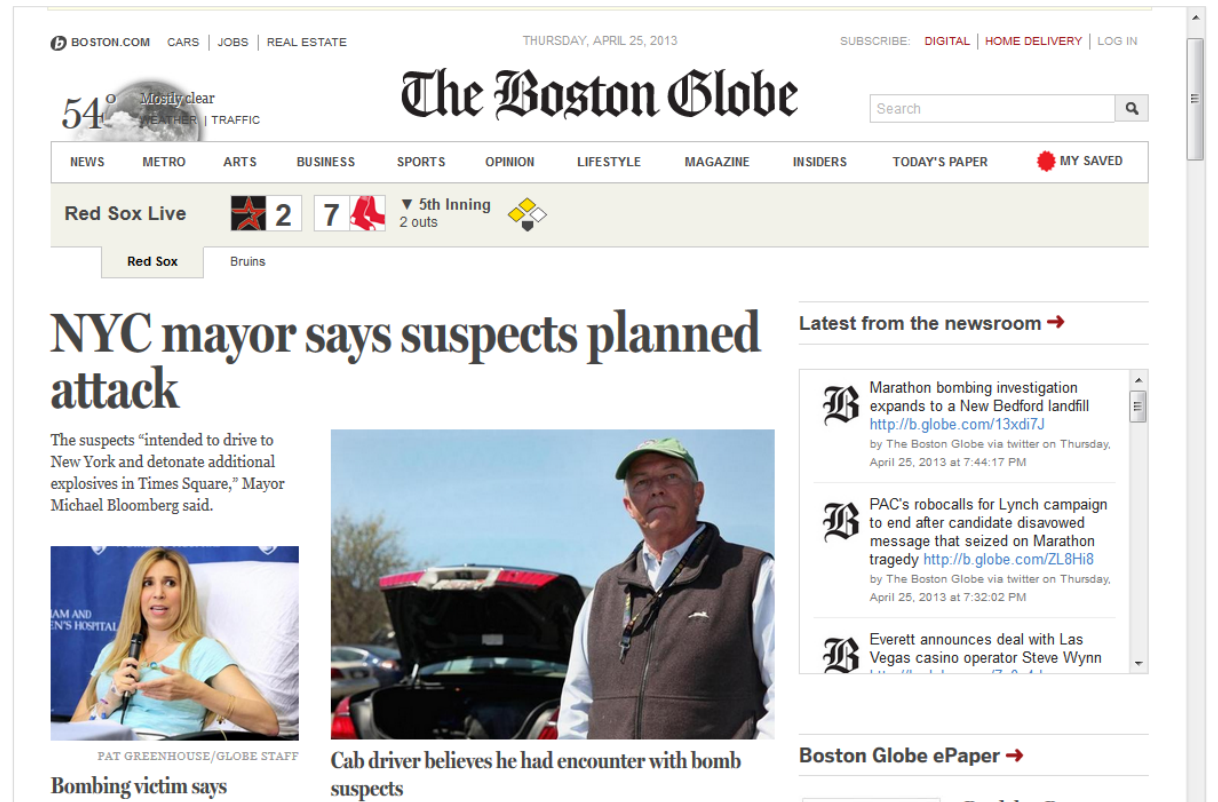 BOSTON.COM CARS | JOBS | REAL ESTATE
THURSDAY, APRIL 25, 2013
SUBSCRIBE: DIGITAL | HOME DELIVERY | LOG IN
54° Mostly clear
WEATHER | TRAFFIC
The Boston Globe
Search
NEWS METRO ARTS BUSINESS SPORTS OPINION LIFESTYLE MAGAZINE INSIDERS TODAY'S PAPER MY SAVED
Red Sox Live 2 7 ▼ 5th Inning
2 outs
Red Sox Bruins
NYC mayor says suspects planned
attack
The suspects “intended to drive to
New York and detonate additional
explosives in Times Square,” Mayor
Michael Bloomberg said.
AM AND
EN'S HOSPITAL
PAT GREENHOUSE/GLOBE STAFF
Bombing victim says
Cab driver believes he had encounter with bomb
suspects
Latest from the newsroom
B
Marathon bombing investigation
expands to a New Bedford landfill
http://b.globe.com/13xdi7J
by The Boston Globe via twitter on Thursday,
April 25, 2013 at 7:44:17 PM
B
PAC's robocalls for Lynch campaign
to end after candidate disavowed
message that seized on Marathon
tragedy http://b.globe.com/ZL8Hi8
by The Boston Globe via twitter on Thursday,
April 25, 2013 at 7:32:02 PM
B
Everett announces deal with Las
Vegas casino operator Steve Wynn
Boston Globe ePaper